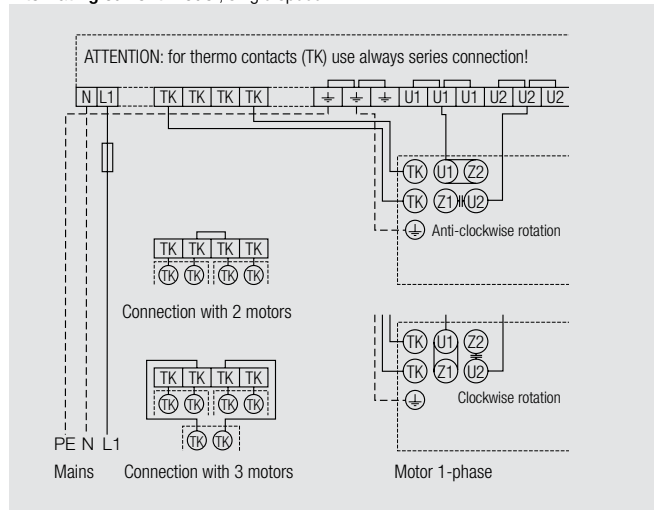 ATTENTION: for thermo contacts (TK) use always series connection!
N L1 TK TK TK TK U1 U1 U1 U2 U2 U2
TK U1 Z2
TK Z1 U2
Anti-clockwise rotation
TK TK TK TK
TK TK TK TK
Connection with 2 motors
TK U1 Z2
TK Z1 U2
Clockwise rotation
TK TK TK TK
TK TK TK TK
TK TK
PE N L1
Mains
Connection with 3 motors
Motor 1-phase